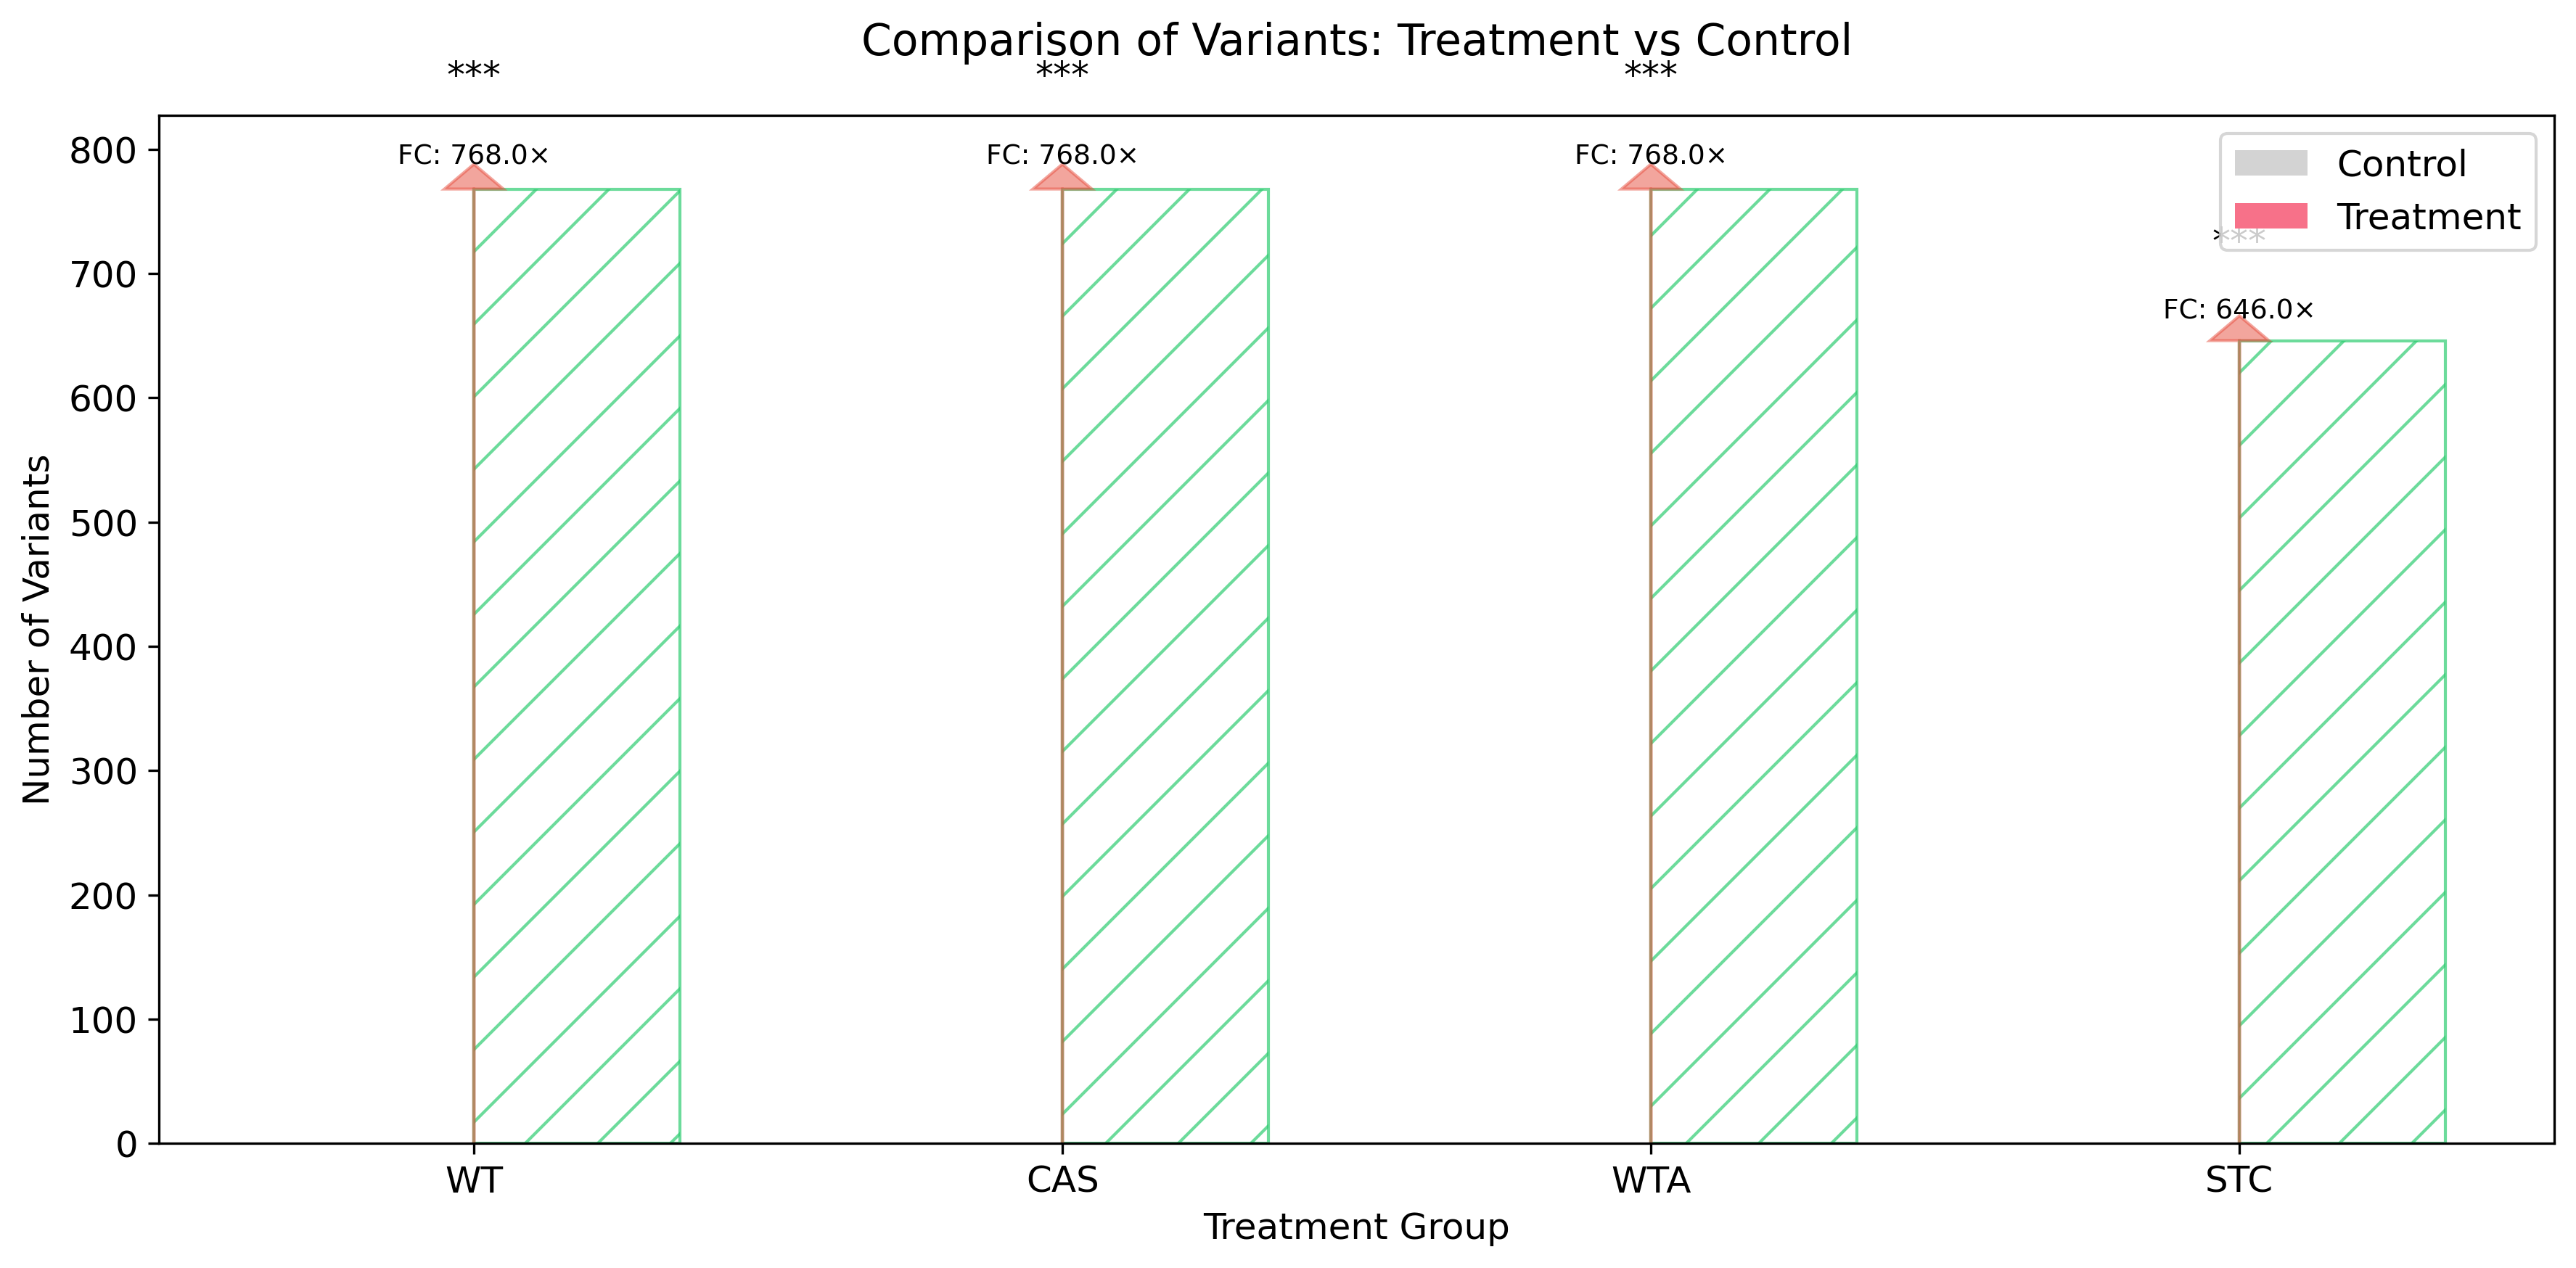 Comparison of Variants: Treatment vs Control
*** *** ***
FC: 768.0× FC: 768.0× FC: 768.0×
Control
Treatment
***
FC: 646.0×
800
700
600
500
400
300
200
100
0
Number of Variants
WT CAS WTA STC
Treatment Group